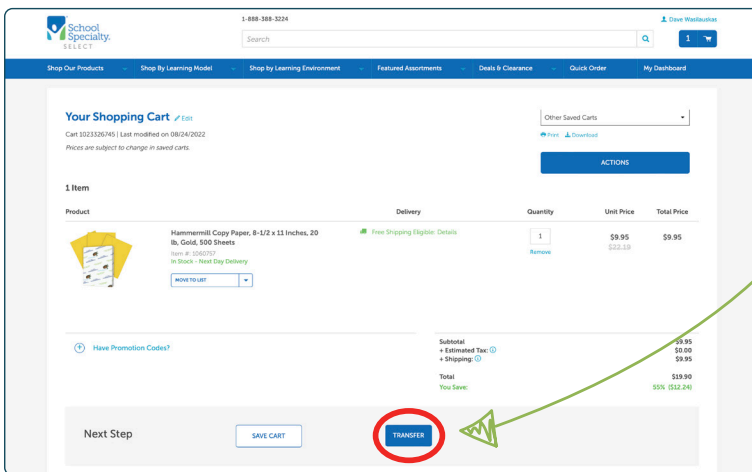 1-888-388-3224
Dave Wasilauskas
School
Specialty.
SELECT
Search
1
Shop Our Products
Shop By Learning Model
Shop by Learning Environment
Featured Assortments
Deals & Clearance
Quick Order
My Dashboard
Your Shopping Cart Edit
Other Saved Carts
Cart 1023326745 | Last modified on 08/24/2022
Print Download
Prices are subject to change in saved carts.
ACTIONS
1 Item
Product Delivery Quantity Unit Price Total Price
Hammermill Copy Paper, 8-1/2 x 11 Inches, 20
lb, Gold, 500 Sheets
Item #: 1060757
In Stock - Next Day Delivery
MOVE TO LIST
Free Shipping Eligible: Details
1
Remove
$9.95
$22.19
$9.95
Have Promotion Codes?
Subtotal $9.95
+ Estimated Tax: $0.00
+ Shipping: $9.95
Total $19.90
You Save: 55% ($12.24)
Next Step
SAVE CART
TRANSFER